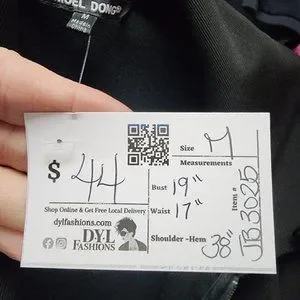 DONG
M
$ 44
Size M
Measurements
Bust 19"
Waist 17"
Shoulder -Hem 38"
Item # JB3025
Shop Online & Get Free Local Delivery
dylfashions.com
DYL
FASHIONS